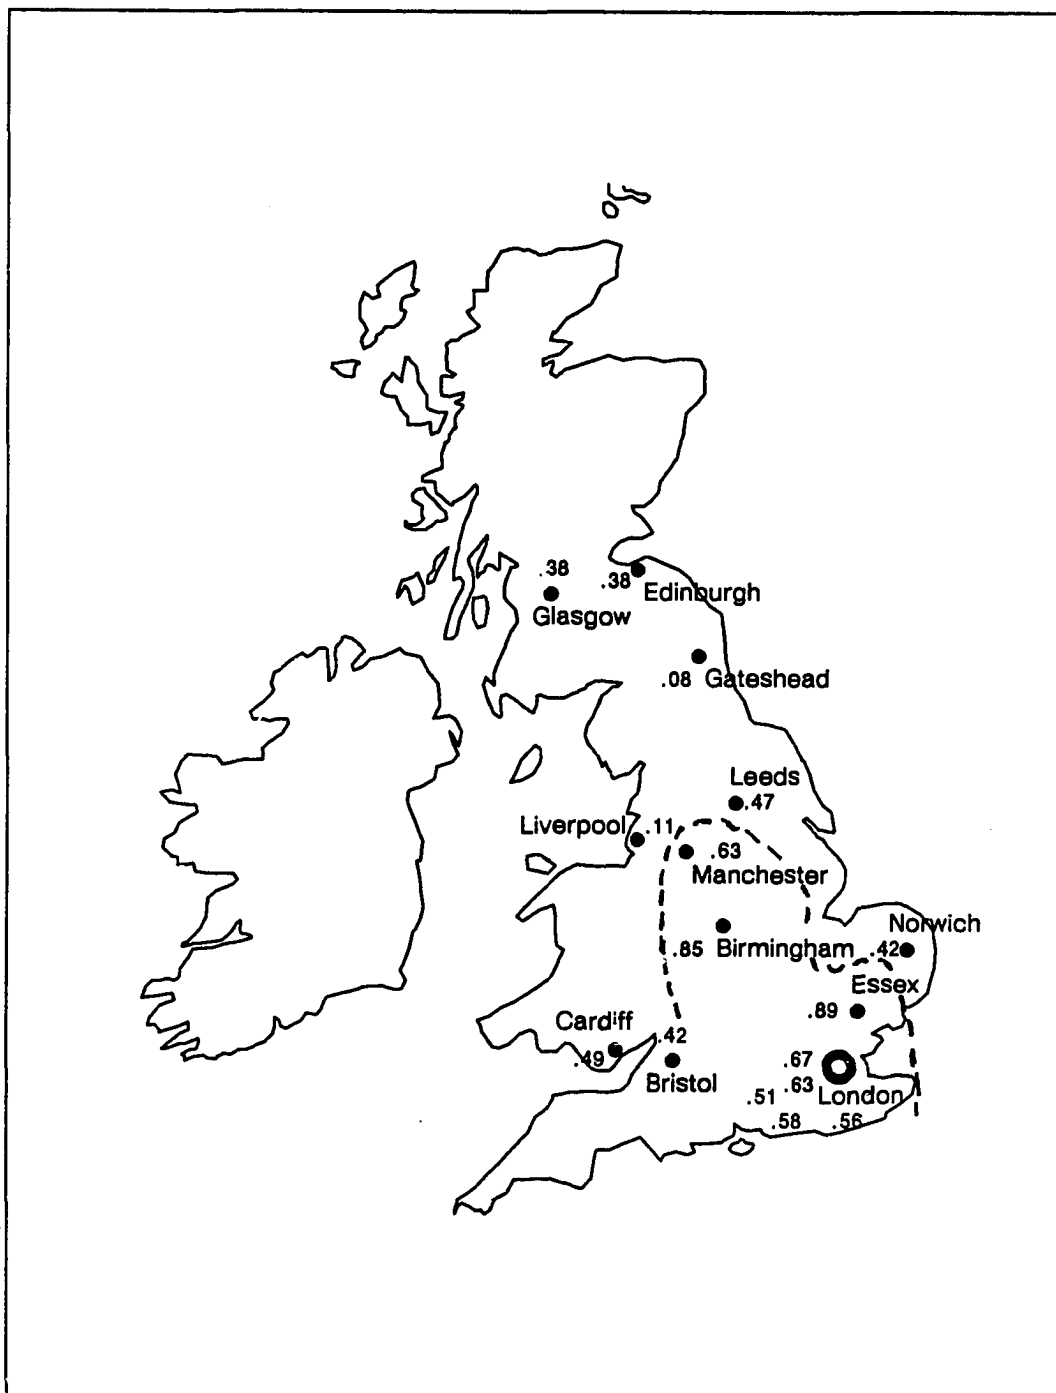 .38
.38
Edinburgh
Glasgow
.08 Gateshead
Leeds
.47
Liverpool .11
.63
Manchester
Norwich
.85 Birmingham .42
Essex
.89
Cardiff
.42
.49
Bristol
.67
.63
London
.51
.58 .56